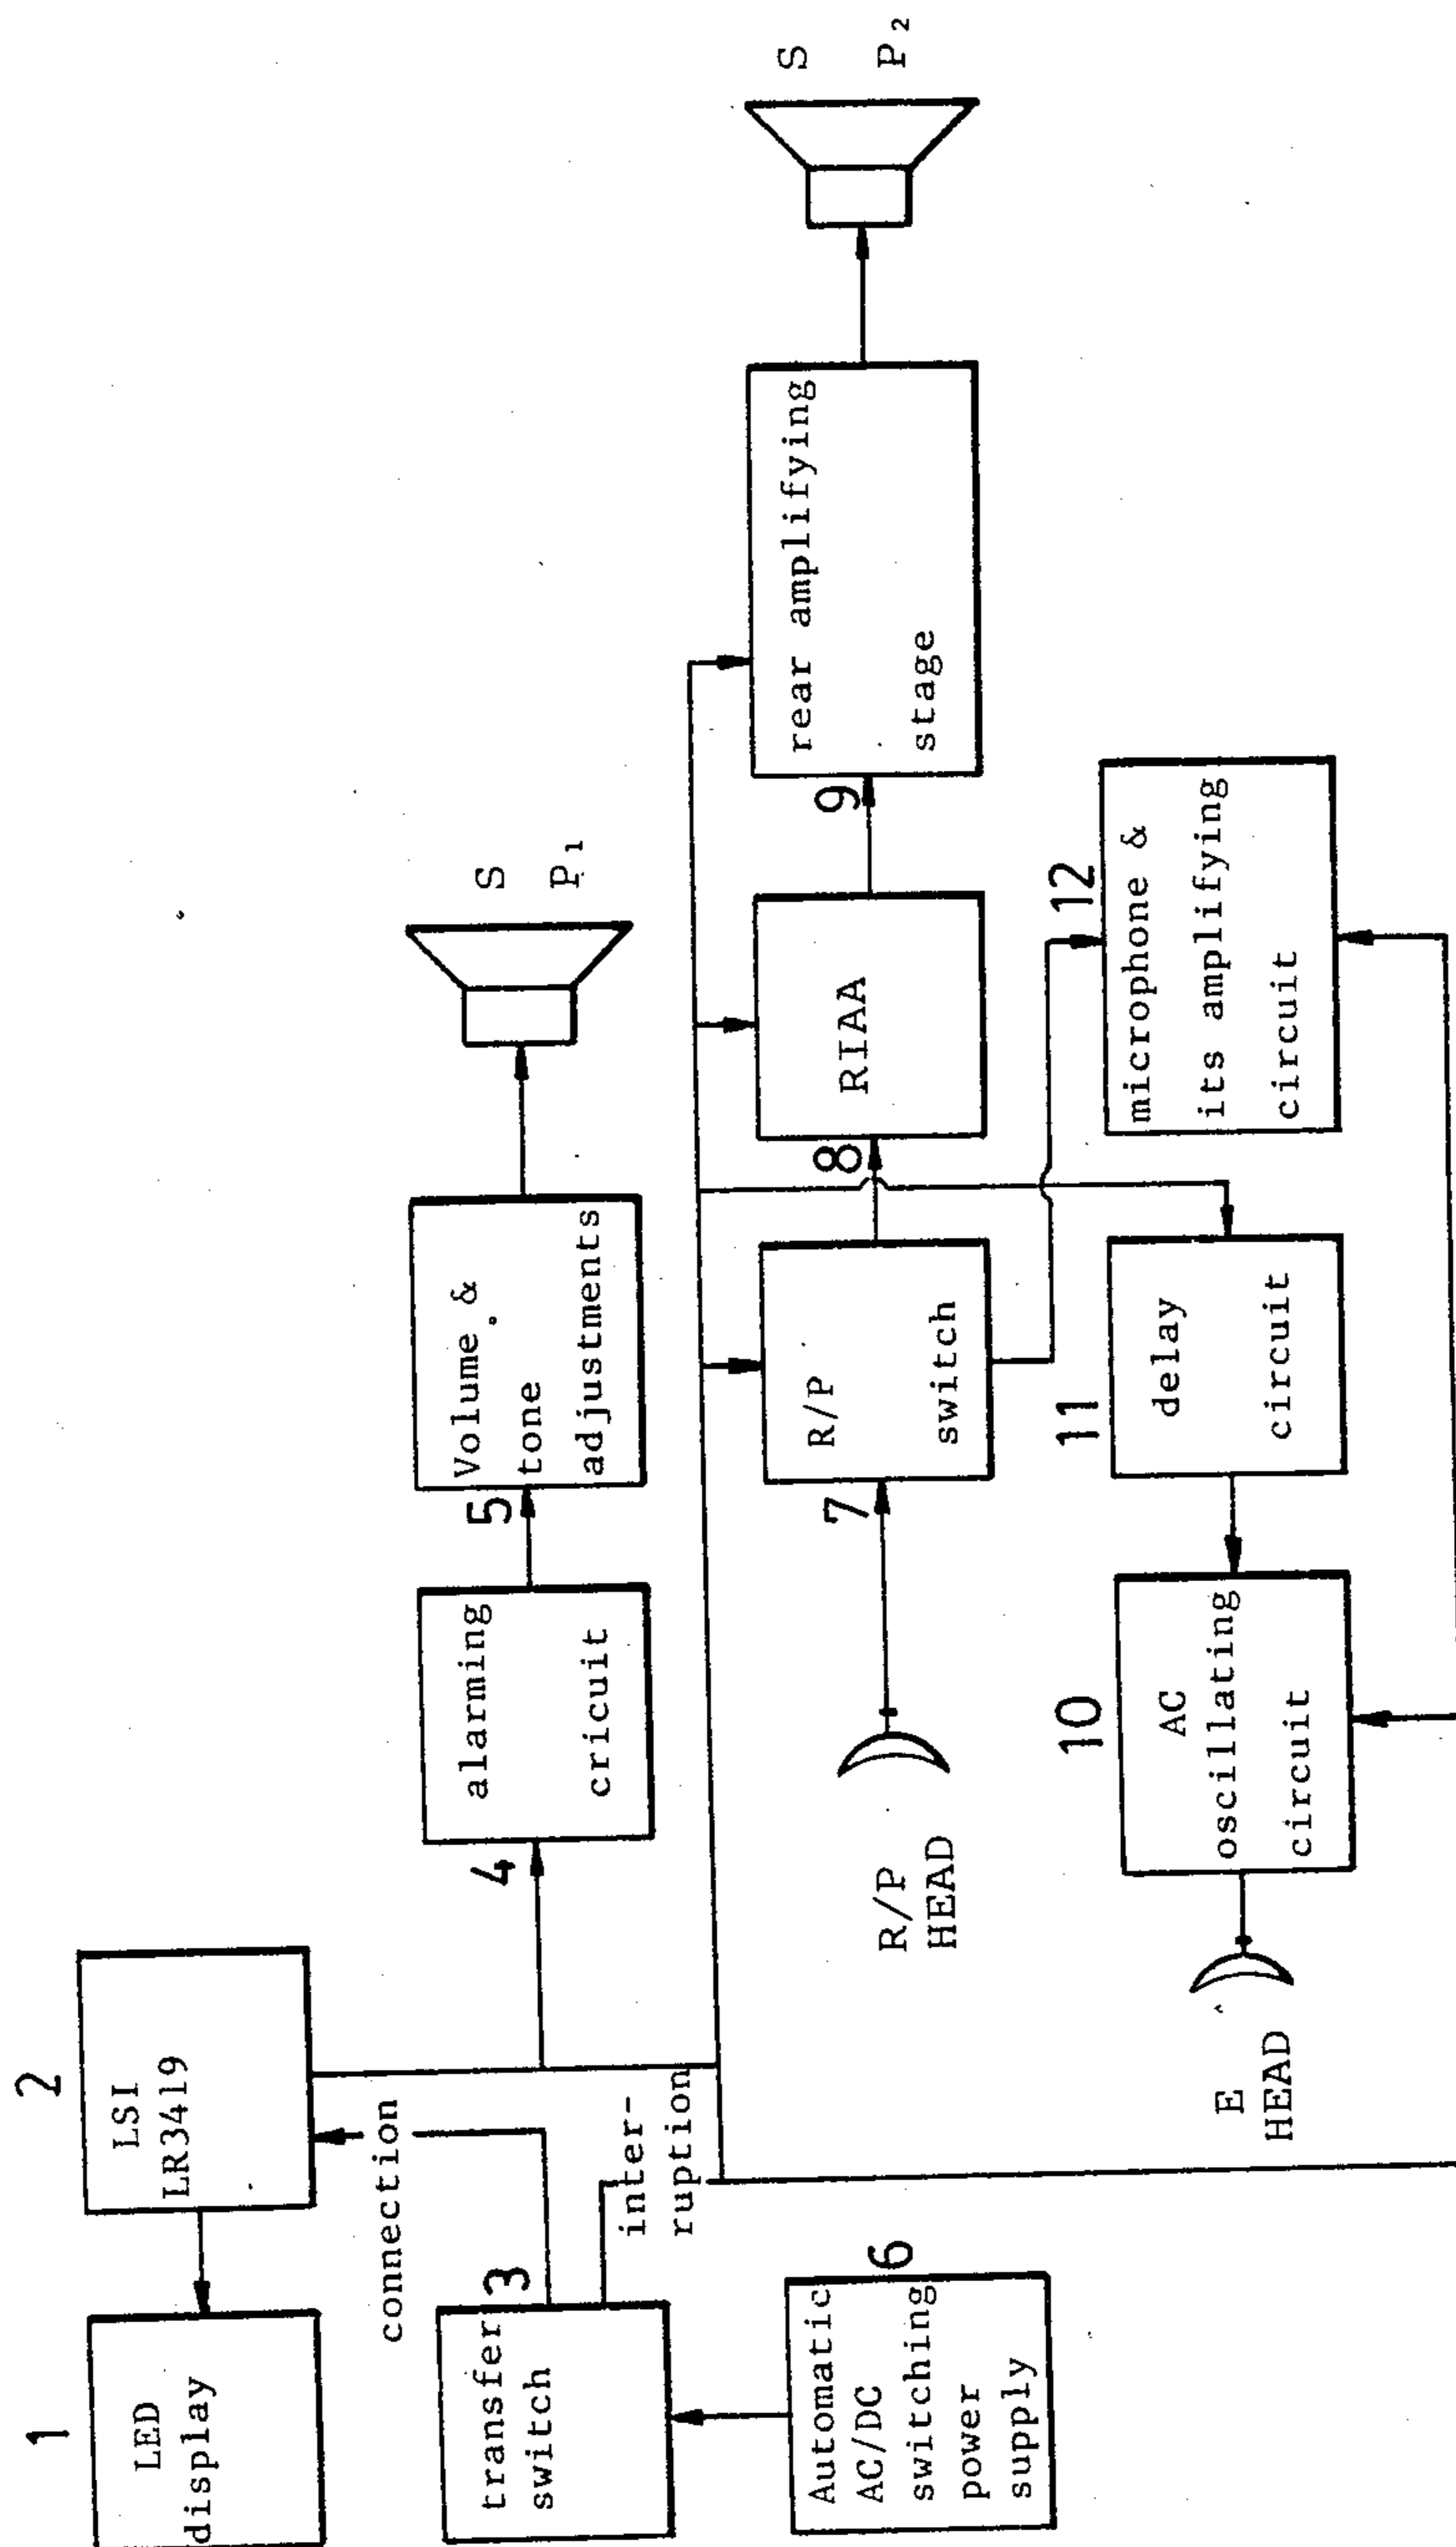 1
LED
display
2
LSI
LR3419
connection
3
transfer
switch
inter-
ruption
6
Automatic
AC/DC
switching
power
supply
4
alarming
cricuit
5
Volume &
tone
adjustments
S
P₁
R/P
HEAD
7
R/P
switch
8
RIAA
9
rear amplifying
stage
S
P₂
E
HEAD
10
AC
oscillating
circuit
11
delay
circuit
12
microphone &
its amplifying
circuit